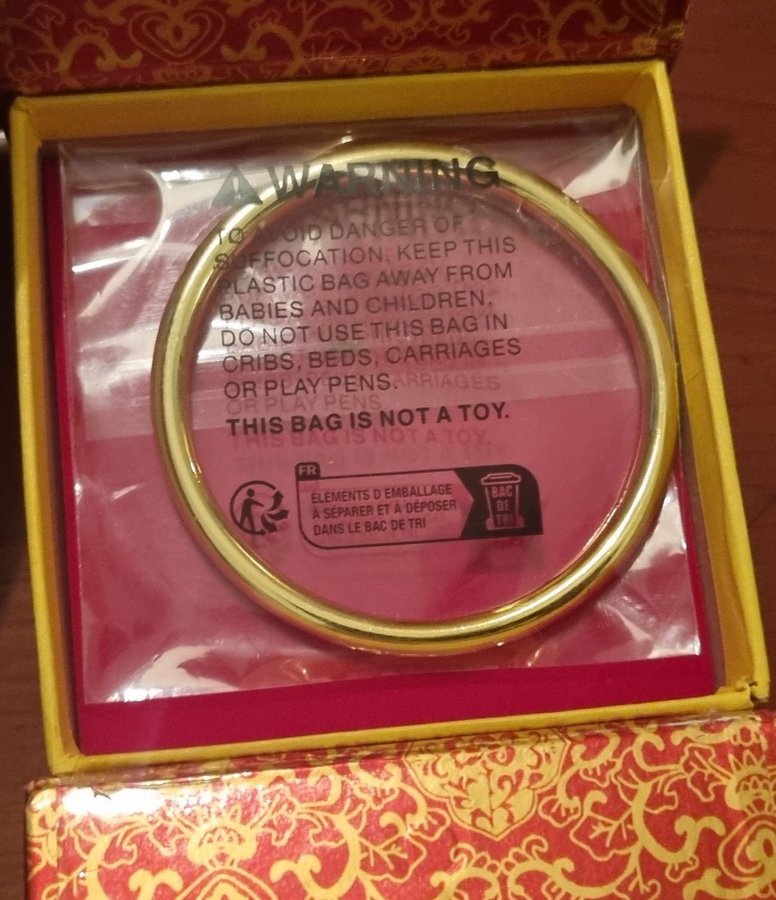 WARNING
TO AVOID DANGER OF
SUFFOCATION, KEEP THIS
PLASTIC BAG AWAY FROM
BABIES AND CHILDREN,
DO NOT USE THIS BAG IN
CRIBS, BEDS, CARRIAGES
OR PLAY PENS.
THIS BAG IS NOT A TOY.
FR
ÉLÉMENTS D EMBALLAGE
À SÉPARER ET À DÉPOSER
DANS LE BAC DE TRI
BAC
DE
TRI